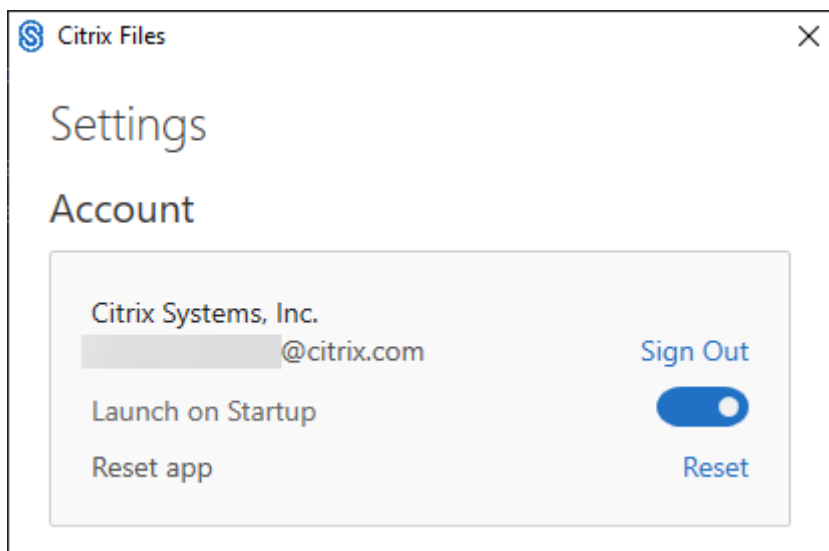 Citrix Files
Settings
Account
Citrix Systems, Inc.
@citrix.com Sign Out
Launch on Startup
Reset app Reset